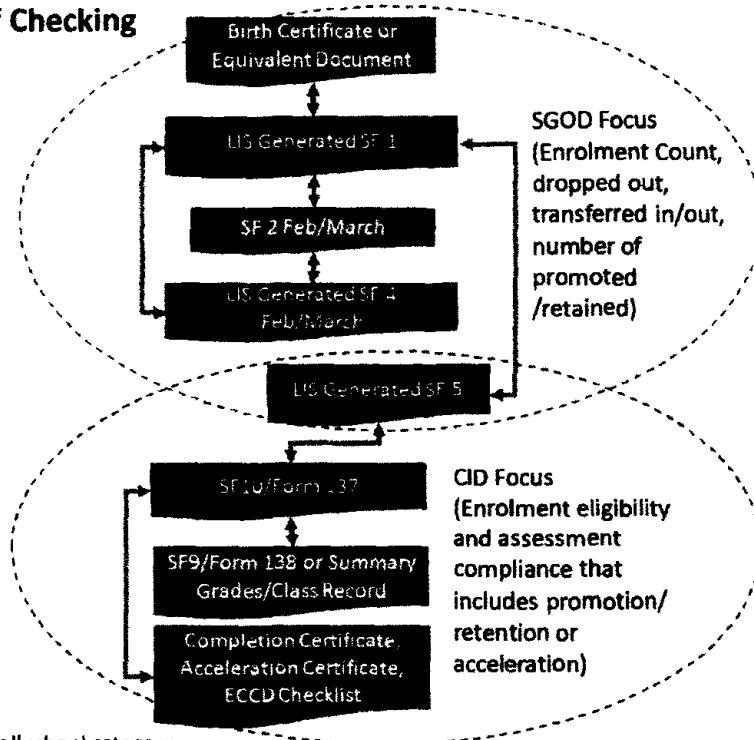 f Checking
Birth Certificate or
Equivalent Document
LIS Generated SF 1
SF 2 Feb/March
LIS Generated SF 4
Feb/March
SGOD Focus
(Enrolment Count,
dropped out,
transferred in/out,
number of
promoted
/retained)
LIS Generated SF 5
SF10/Form 137
SF9/Form 138 or Summary
Grades/Class Record
Completion Certificate,
Acceleration Certificate,
ECCD Checklist
CID Focus
(Enrolment eligibility
and assessment
compliance that
includes promotion/
retention or
acceleration)